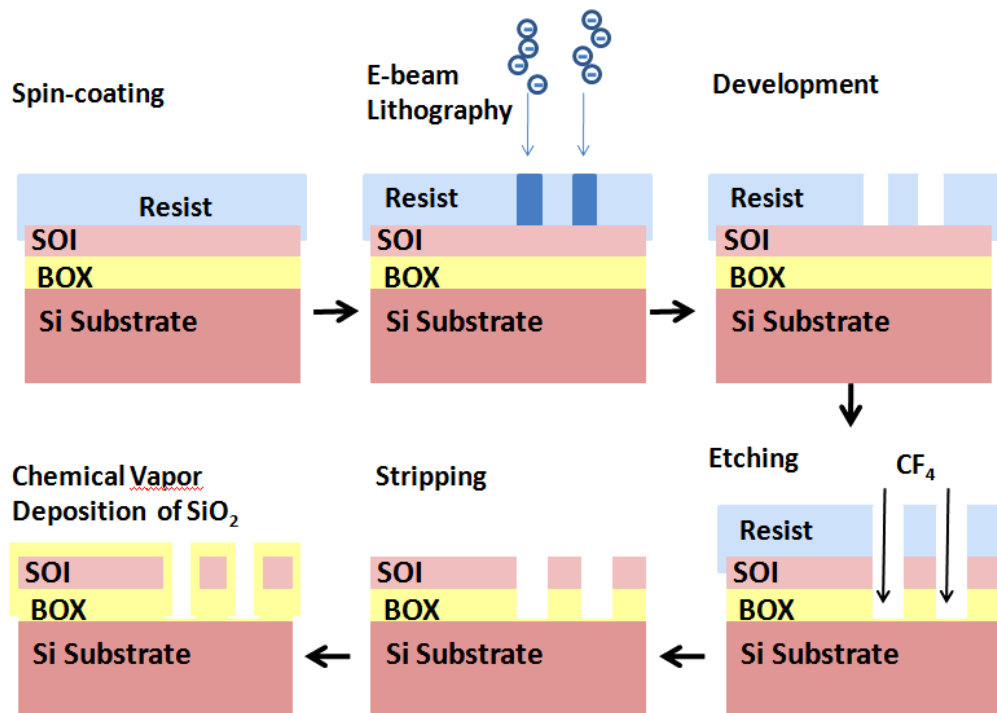 Spin-coating
Resist
SOI
BOX
Si Substrate
E-beam
Lithography
Resist
SOI
BOX
Si Substrate
Development
Resist
SOI
BOX
Si Substrate
Etching
CF₄
Resist
SOI
BOX
Si Substrate
Stripping
SOI
BOX
Si Substrate
Chemical Vapor
Deposition of SiO₂
SOI
BOX
Si Substrate